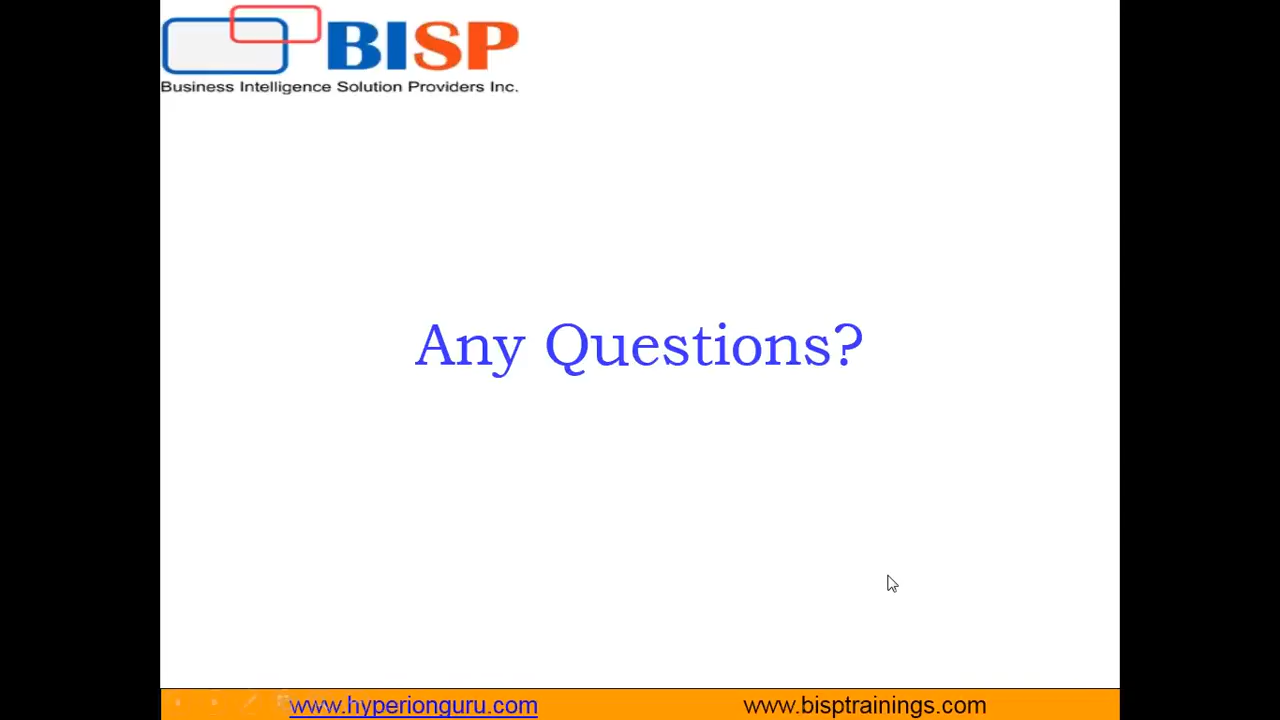 BISP
Business Intelligence Solution Providers Inc.
Any Questions?
www.hyperionguru.com www.bisptrainings.com